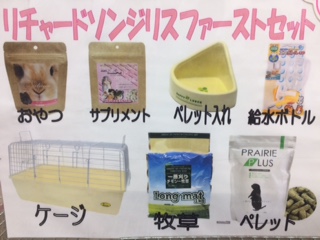 リチャードソンジリスファーストセット
おやつ
サプリメント
ペレット入れ
給水ボトル
Long mat
PRAIRIE
PLUS
ケージ
牧草
ペレット